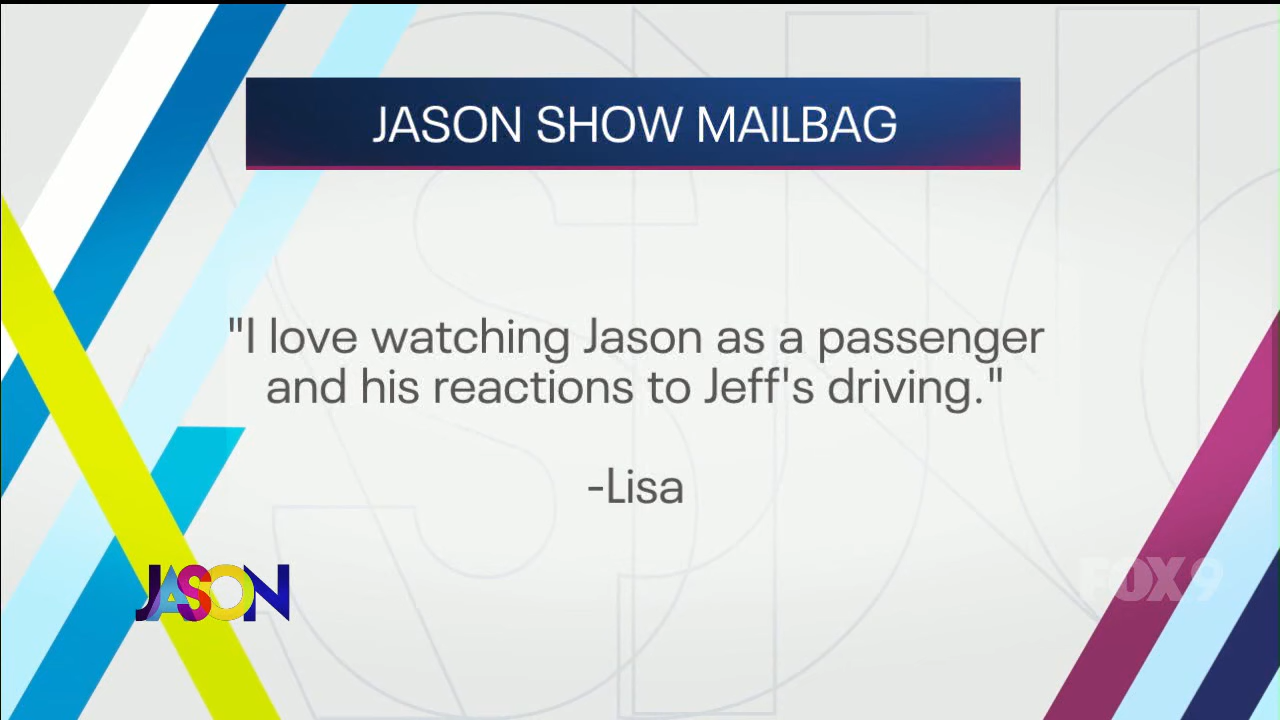 JASON SHOW MAILBAG
"I love watching Jason as a passenger
and his reactions to Jeff's driving."
-Lisa
JASON
FOX 9